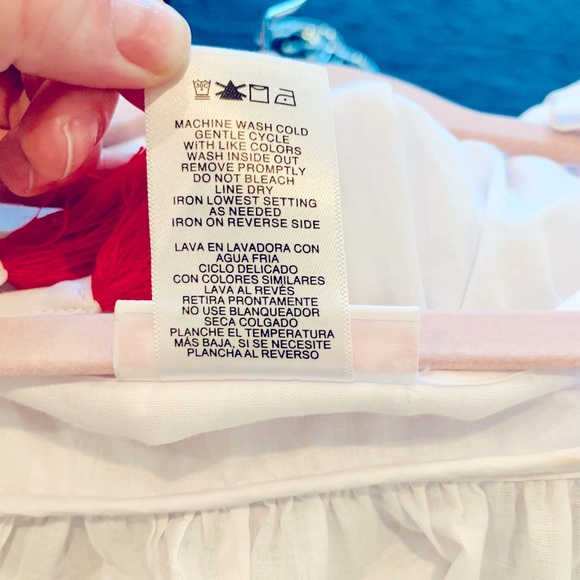 MACHINE WASH COLD
GENTLE CYCLE
WITH LIKE COLORS
WASH INSIDE OUT
REMOVE PROMPTLY
DO NOT BLEACH
LINE DRY
IRON LOWEST SETTING
AS NEEDED
IRON ON REVERSE SIDE
LAVA EN LAVADORA CON
AGUA FRIA
CICLO DELICADO
CON COLORES SIMILARES
LAVA AL REVÉS
RETIRA PRONTAMENTE
NO USE BLANQUEADOR
SECA COLGADO
PLANCHE EL TEMPERATURA
MÁS BAJA, SI SE NECESITE
PLANCHA AL REVERSO